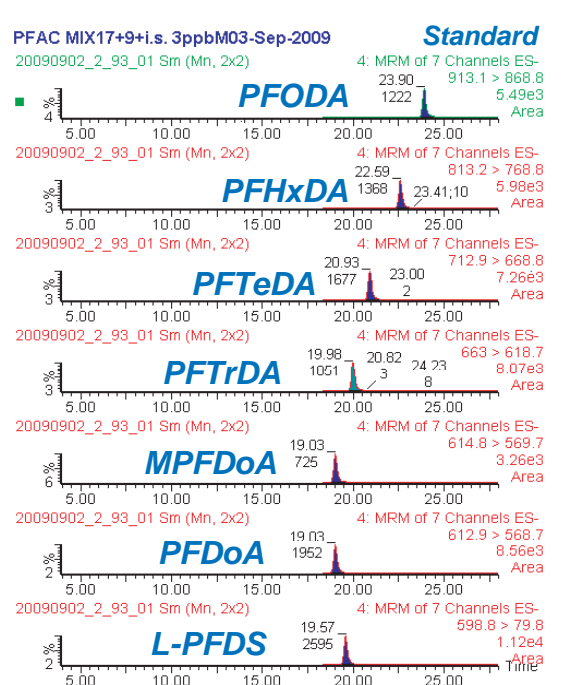 PFAC MIX17+9+i.s. 3ppbM03-Sep-2009 Standard
20090902_2_93_01 Sm (Mn, 2x2) 4: MRM of 7 Channels ES-
913.1 > 868.8
5.49e3
Area
PFODA
23.90
1222
%
4
5.00 10.00 15.00 20.00 25.00
20090902_2_93_01 Sm (Mn, 2x2) 4: MRM of 7 Channels ES-
813.2 > 768.8
5.98e3
Area
PFHxDA
22.59
1368
23.41;10
%
3
5.00 10.00 15.00 20.00 25.00
20090902_2_93_01 Sm (Mn, 2x2) 4: MRM of 7 Channels ES-
712.9 > 668.8
7.26e3
Area
PFTeDA
20.93
1677
23.00
2
%
3
5.00 10.00 15.00 20.00 25.00
20090902_2_93_01 Sm (Mn, 2x2) 4: MRM of 7 Channels ES-
663 > 618.7
8.07e3
Area
PFTrDA
19.98
1051
20.82
3
24.23
8
%
3
5.00 10.00 15.00 20.00 25.00
20090902_2_93_01 Sm (Mn, 2x2) 4: MRM of 7 Channels ES-
614.8 > 569.7
3.26e3
Area
MPFDoA
19.03
725
%
6
5.00 10.00 15.00 20.00 25.00
20090902_2_93_01 Sm (Mn, 2x2) 4: MRM of 7 Channels ES-
612.9 > 568.7
8.56e3
Area
PFDoA
19.03
1952
%
2
5.00 10.00 15.00 20.00 25.00
20090902_2_93_01 Sm (Mn, 2x2) 4: MRM of 7 Channels ES-
598.8 > 79.8
1.12e4
Area
L-PFDS
19.57
2595
%
2
Time
5.00 10.00 15.00 20.00 25.00